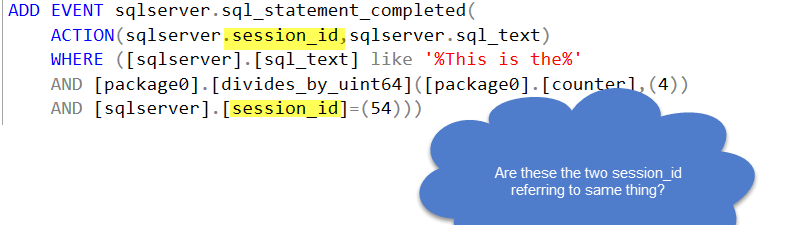 ADD EVENT sqlserver.sql_statement_completed(
ACTION(sqlserver.session_id,sqlserver.sql_text)
WHERE ([sqlserver].[sql_text] like '%This is the%'
AND [package0].[divides_by_uint64]([package0].[counter],(4))
AND [sqlserver].[session_id]=(54)))
Are these the two session_id
referring to same thing?